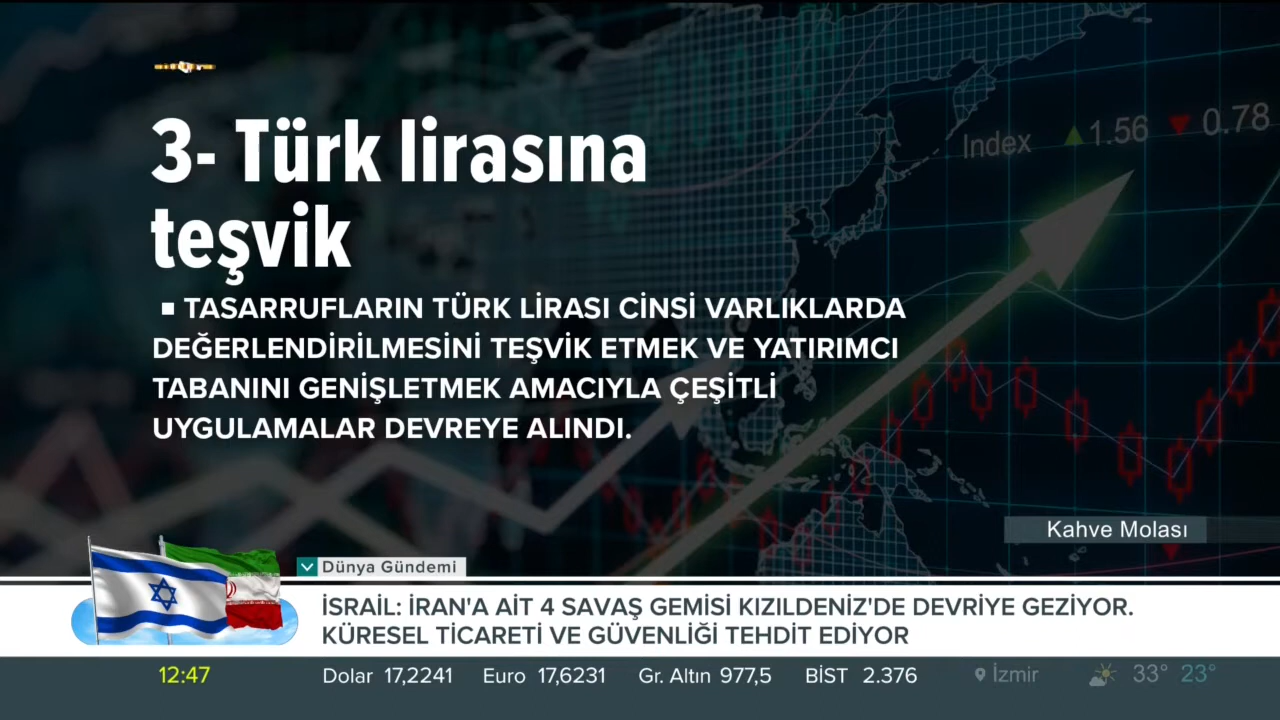 Index 1.56 0.78
3- Türk lirasına
teşvik
▪ TASARRUFLARIN TÜRK LİRASI CİNSİ VARLIKLARDA
DEĞERLENDİRİLMESİNİ TEŞVİK ETMEK VE YATIRIMCI
TABANINI GENİŞLETMEK AMACIYLA ÇEŞİTLİ
UYGULAMALAR DEVREYE ALINDI.
Kahve Molası
Dünya Gündemi
İSRAİL: İRAN'A AİT 4 SAVAŞ GEMİSİ KIZILDENİZ'DE DEVRİYE GEZİYOR.
KÜRESEL TİCARETİ VE GÜVENLİĞİ TEHDİT EDİYOR
12:47 Dolar 17,2241 Euro 17,6231 Gr. Altın 977,5 BİST 2.376 İzmir 33° 23°